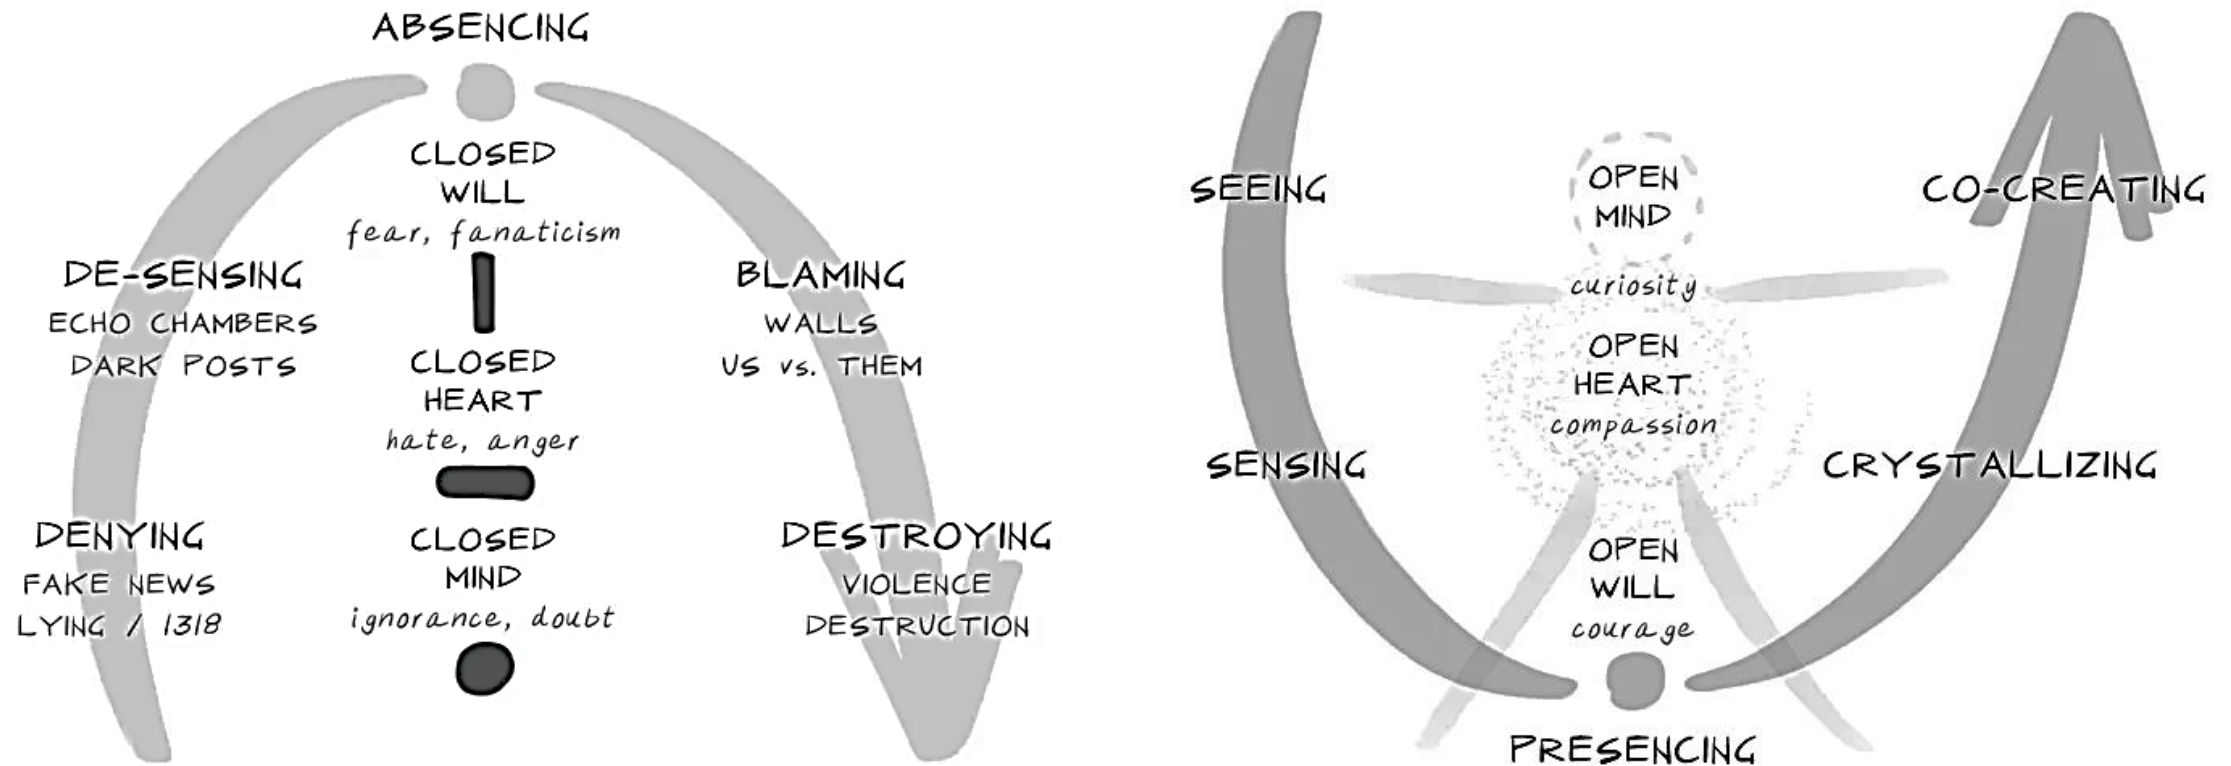 ABSENCING
CLOSED
WILL
fear, fanaticism
DE-SENSING
ECHO CHAMBERS
DARK POSTS
BLAMING
WALLS
US vs. THEM
CLOSED
HEART
hate, anger
DENYING
FAKE NEWS
LYING / 1318
CLOSED
MIND
ignorance, doubt
DESTROYING
VIOLENCE
DESTRUCTION
SEEING
OPEN
MIND
curiosity
CO-CREATING
OPEN
HEART
compassion
SENSING
CRYSTALLIZING
OPEN
WILL
courage
PRESENCING